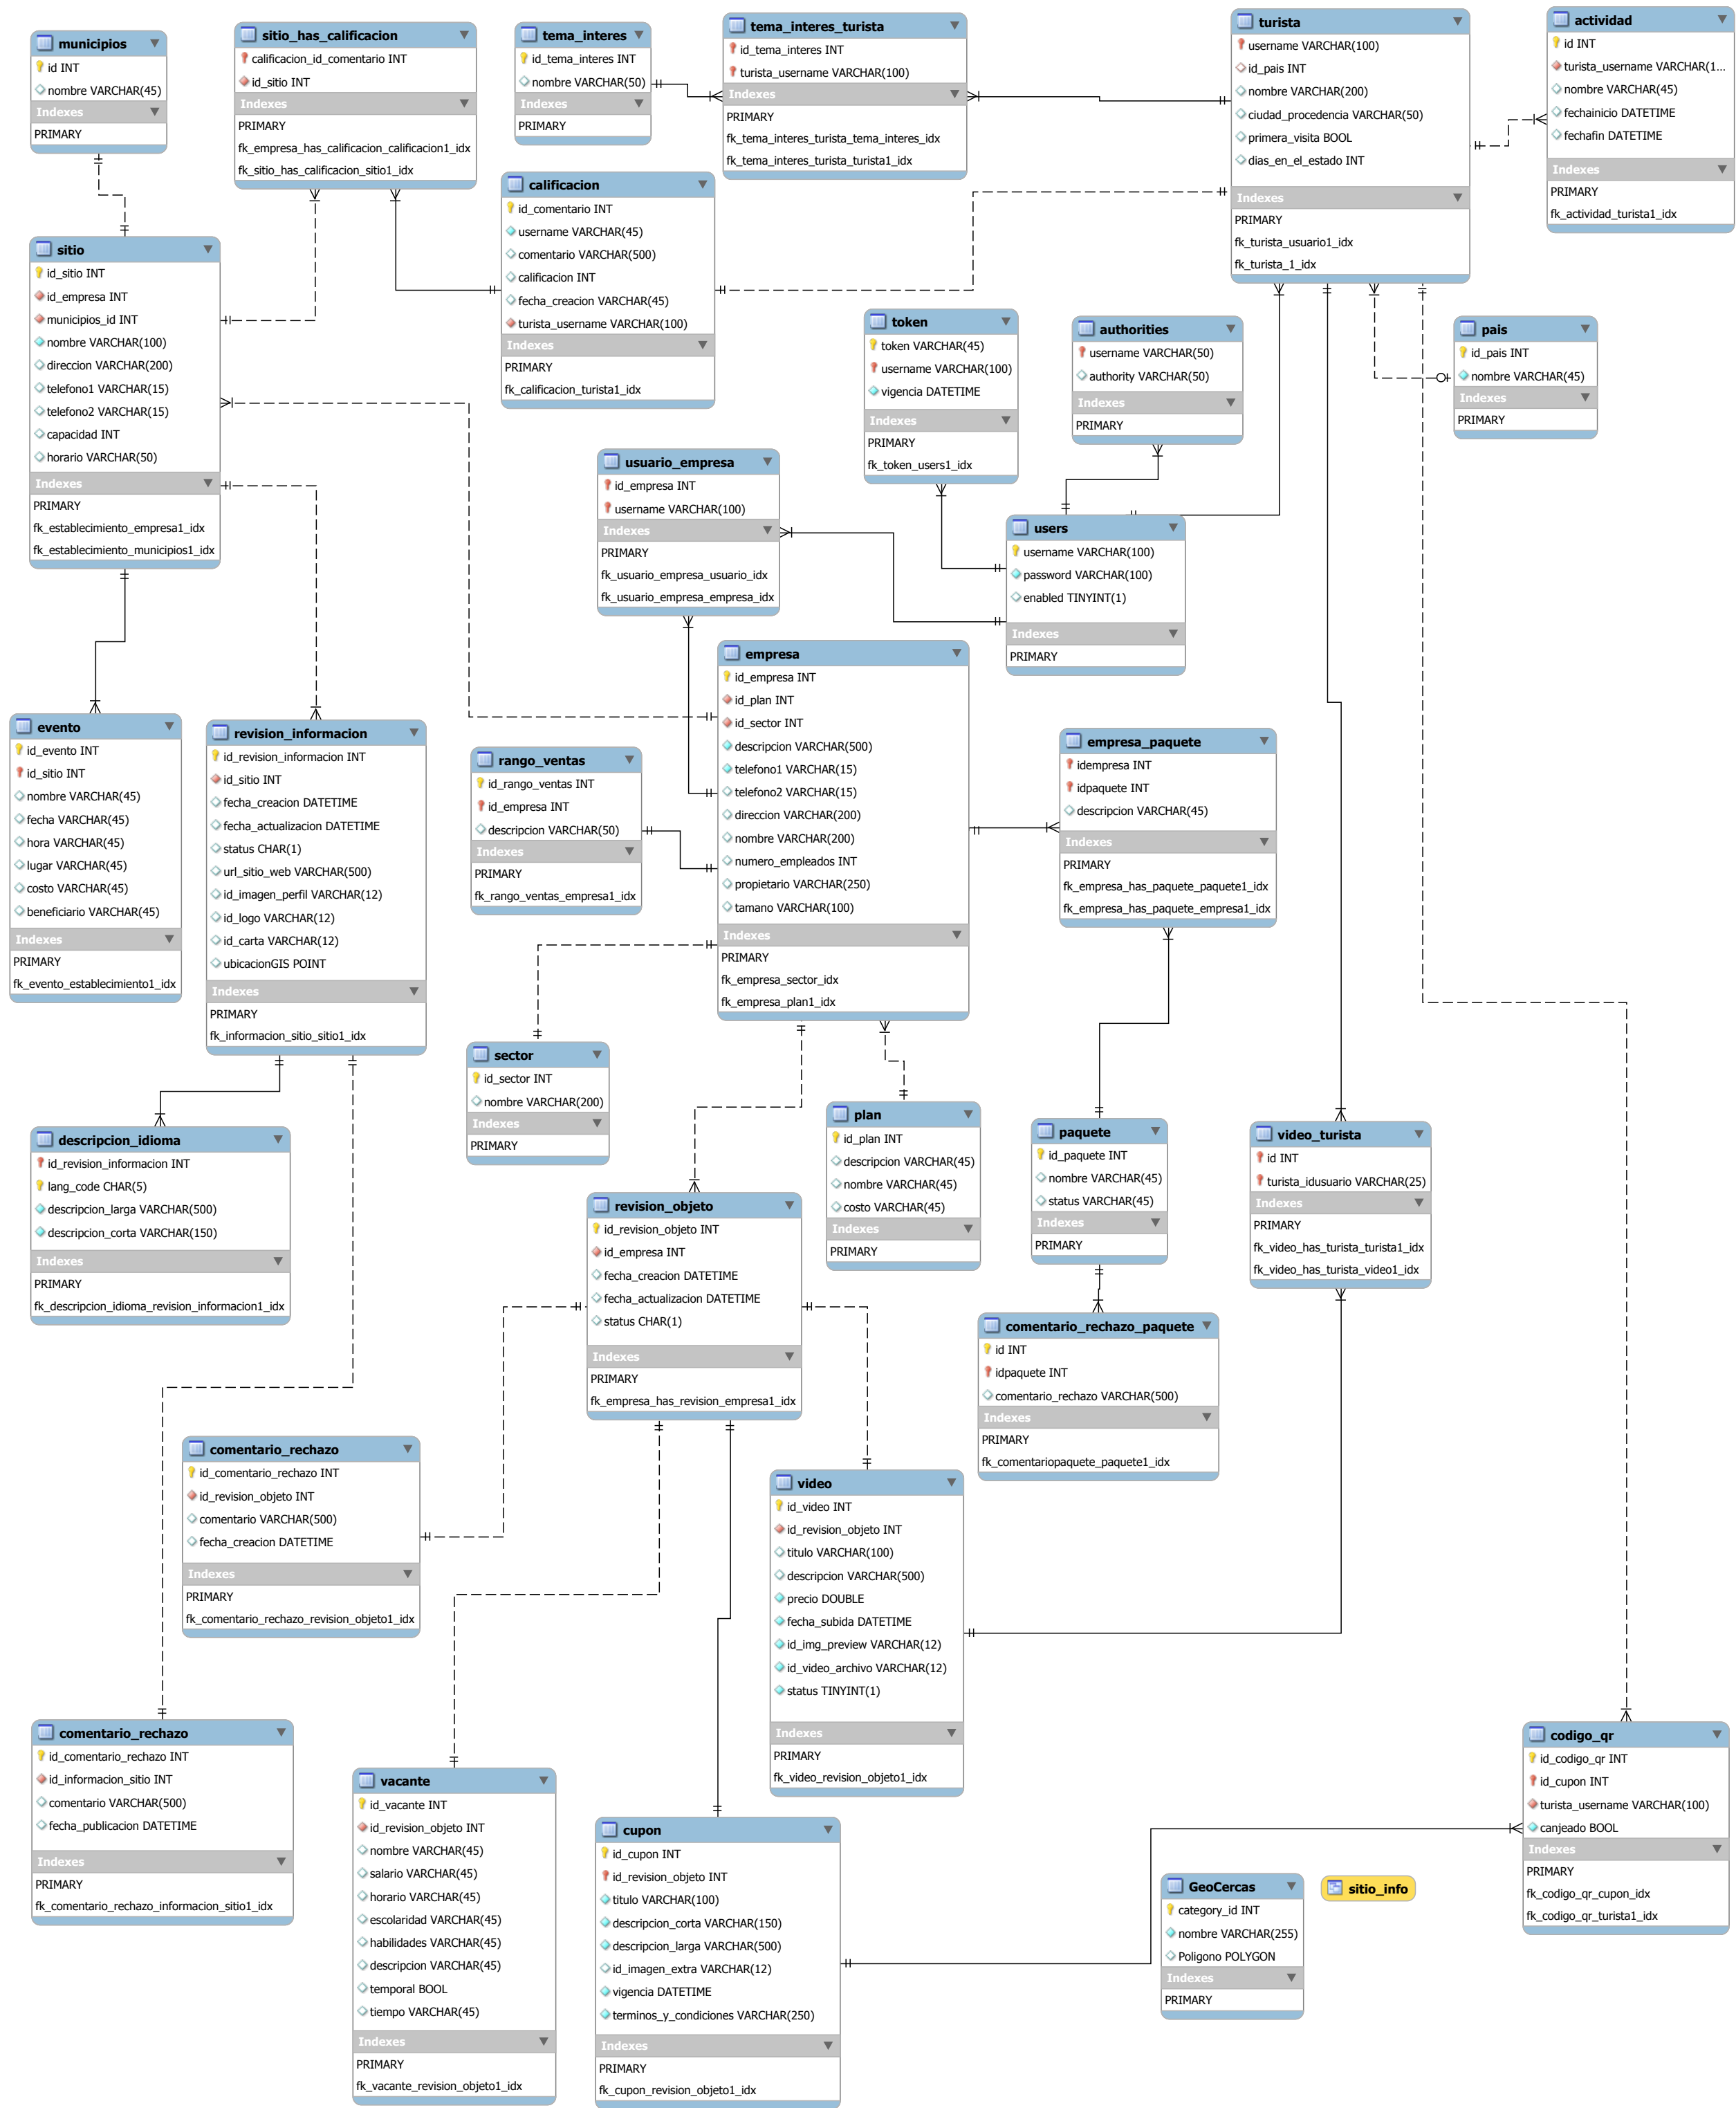 municipios
id INT
nombre VARCHAR(45)
Indexes
PRIMARY
sitio_has_calificacion
calificacion_id_comentario INT
id_sitio INT
Indexes
PRIMARY
fk_empresa_has_calificacion_calificacion1_idx
fk_sitio_has_calificacion_sitio1_idx
tema_interes
id_tema_interes INT
nombre VARCHAR(50)
Indexes
PRIMARY
tema_interes_turista
id_tema_interes INT
turista_username VARCHAR(100)
Indexes
PRIMARY
fk_tema_interes_turista_tema_interes_idx
fk_tema_interes_turista_turista1_idx
turista
username VARCHAR(100)
id_pais INT
nombre VARCHAR(200)
ciudad_procedencia VARCHAR(50)
primera_visita BOOL
dias_en_el_estado INT
Indexes
PRIMARY
fk_turista_usuario1_idx
fk_turista_1_idx
actividad
id INT
turista_username VARCHAR(1...
nombre VARCHAR(45)
fechainicio DATETIME
fechafin DATETIME
Indexes
PRIMARY
fk_actividad_turista1_idx
calificacion
id_comentario INT
username VARCHAR(45)
comentario VARCHAR(500)
calificacion INT
fecha_creacion VARCHAR(45)
turista_username VARCHAR(100)
Indexes
PRIMARY
fk_calificacion_turista1_idx
sitio
id_sitio INT
id_empresa INT
municipios_id INT
nombre VARCHAR(100)
direccion VARCHAR(200)
telefono1 VARCHAR(15)
telefono2 VARCHAR(15)
capacidad INT
horario VARCHAR(50)
Indexes
PRIMARY
fk_establecimiento_empresa1_idx
fk_establecimiento_municipios1_idx
token
token VARCHAR(45)
username VARCHAR(100)
vigencia DATETIME
Indexes
PRIMARY
fk_token_users1_idx
authorities
username VARCHAR(50)
authority VARCHAR(50)
Indexes
PRIMARY
pais
id_pais INT
nombre VARCHAR(45)
Indexes
PRIMARY
usuario_empresa
id_empresa INT
username VARCHAR(100)
Indexes
PRIMARY
fk_usuario_empresa_usuario_idx
fk_usuario_empresa_empresa_idx
users
username VARCHAR(100)
password VARCHAR(100)
enabled TINYINT(1)
Indexes
PRIMARY
empresa
id_empresa INT
id_plan INT
id_sector INT
descripcion VARCHAR(500)
telefono1 VARCHAR(15)
telefono2 VARCHAR(15)
direccion VARCHAR(200)
nombre VARCHAR(200)
numero_empleados INT
propietario VARCHAR(250)
tamano VARCHAR(100)
Indexes
PRIMARY
fk_empresa_sector_idx
fk_empresa_plan1_idx
evento
id_evento INT
id_sitio INT
nombre VARCHAR(45)
fecha VARCHAR(45)
hora VARCHAR(45)
lugar VARCHAR(45)
costo VARCHAR(45)
beneficiario VARCHAR(45)
Indexes
PRIMARY
fk_evento_establecimiento1_idx
revision_informacion
id_revision_informacion INT
id_sitio INT
fecha_creacion DATETIME
fecha_actualizacion DATETIME
status CHAR(1)
url_sitio_web VARCHAR(500)
id_imagen_perfil VARCHAR(12)
id_logo VARCHAR(12)
id_carta VARCHAR(12)
ubicacionGIS POINT
Indexes
PRIMARY
fk_informacion_sitio_sitio1_idx
rango_ventas
id_rango_ventas INT
id_empresa INT
descripcion VARCHAR(50)
Indexes
PRIMARY
fk_rango_ventas_empresa1_idx
empresa_paquete
idempresa INT
idpaquete INT
descripcion VARCHAR(45)
Indexes
PRIMARY
fk_empresa_has_paquete_paquete1_idx
fk_empresa_has_paquete_empresa1_idx
sector
id_sector INT
nombre VARCHAR(200)
Indexes
PRIMARY
plan
id_plan INT
descripcion VARCHAR(45)
nombre VARCHAR(45)
costo VARCHAR(45)
Indexes
PRIMARY
paquete
id_paquete INT
nombre VARCHAR(45)
status VARCHAR(45)
Indexes
PRIMARY
video_turista
id INT
turista_idusuario VARCHAR(25)
Indexes
PRIMARY
fk_video_has_turista_turista1_idx
fk_video_has_turista_video1_idx
descripcion_idioma
id_revision_informacion INT
lang_code CHAR(5)
descripcion_larga VARCHAR(500)
descripcion_corta VARCHAR(150)
Indexes
PRIMARY
fk_descripcion_idioma_revision_informacion1_idx
revision_objeto
id_revision_objeto INT
id_empresa INT
fecha_creacion DATETIME
fecha_actualizacion DATETIME
status CHAR(1)
Indexes
PRIMARY
fk_empresa_has_revision_empresa1_idx
comentario_rechazo_paquete
id INT
idpaquete INT
comentario_rechazo VARCHAR(500)
Indexes
PRIMARY
fk_comentariopaquete_paquete1_idx
comentario_rechazo
id_comentario_rechazo INT
id_revision_objeto INT
comentario VARCHAR(500)
fecha_creacion DATETIME
Indexes
PRIMARY
fk_comentario_rechazo_revision_objeto1_idx
video
id_video INT
id_revision_objeto INT
titulo VARCHAR(100)
descripcion VARCHAR(500)
precio DOUBLE
fecha_subida DATETIME
id_img_preview VARCHAR(12)
id_video_archivo VARCHAR(12)
status TINYINT(1)
Indexes
PRIMARY
fk_video_revision_objeto1_idx
comentario_rechazo
id_comentario_rechazo INT
id_informacion_sitio INT
comentario VARCHAR(500)
fecha_publicacion DATETIME
Indexes
PRIMARY
fk_comentario_rechazo_informacion_sitio1_idx
vacante
id_vacante INT
id_revision_objeto INT
nombre VARCHAR(45)
salario VARCHAR(45)
horario VARCHAR(45)
escolaridad VARCHAR(45)
habilidades VARCHAR(45)
descripcion VARCHAR(45)
temporal BOOL
tiempo VARCHAR(45)
Indexes
PRIMARY
fk_vacante_revision_objeto1_idx
cupon
id_cupon INT
id_revision_objeto INT
titulo VARCHAR(100)
descripcion_corta VARCHAR(150)
descripcion_larga VARCHAR(500)
id_imagen_extra VARCHAR(12)
vigencia DATETIME
terminos_y_condiciones VARCHAR(250)
Indexes
PRIMARY
fk_cupon_revision_objeto1_idx
GeoCercas
category_id INT
nombre VARCHAR(255)
Poligono POLYGON
Indexes
PRIMARY
sitio_info
codigo_qr
id_codigo_qr INT
id_cupon INT
turista_username VARCHAR(100)
canjeado BOOL
Indexes
PRIMARY
fk_codigo_qr_cupon_idx
fk_codigo_qr_turista1_idx